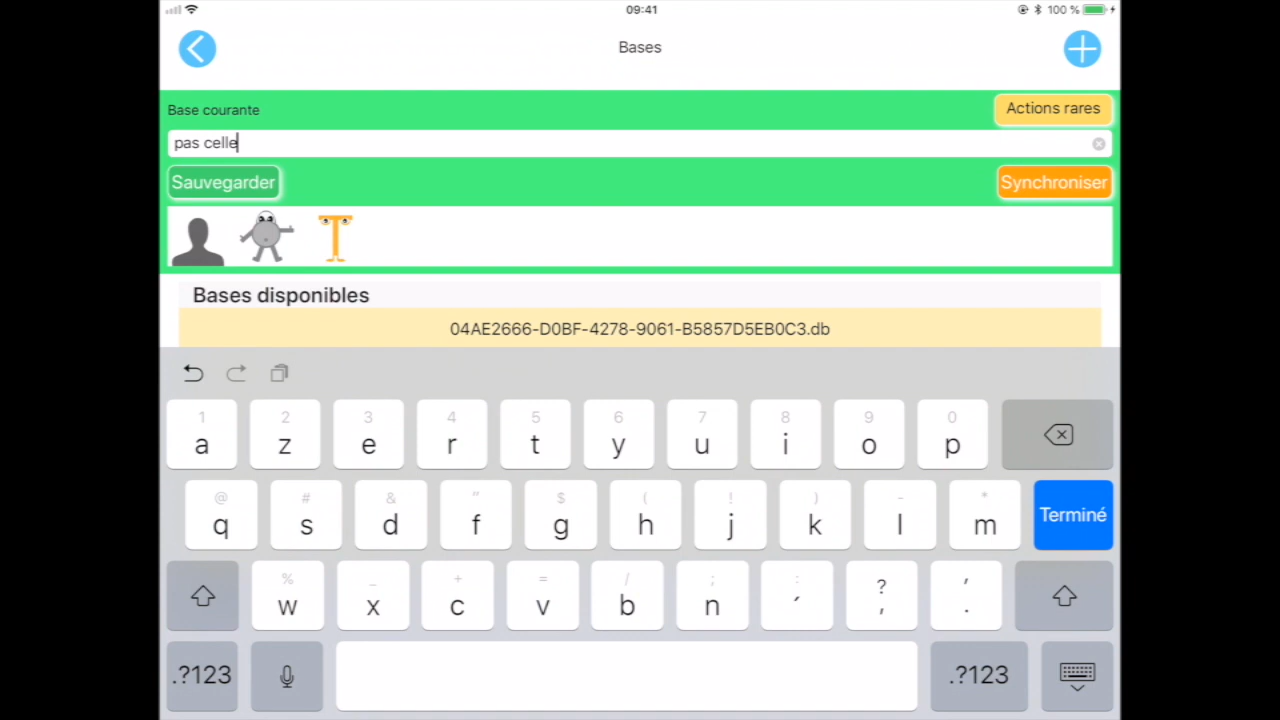 09:41
100 %
Bases
Base courante
Actions rares
pas celle
Sauvegarder
Synchroniser
Bases disponibles
04AE2666-D0BF-4278-9061-B5857D5EB0C3.db
1 2 3 4 5 6 7 8 9 0
a z e r t y u i o p
@ # & " $ ( ! ) - *
q s d f g h j k l m
Terminé
% _ + = / ; : ? '
w x c v b n ´ , .
.?123
.?123